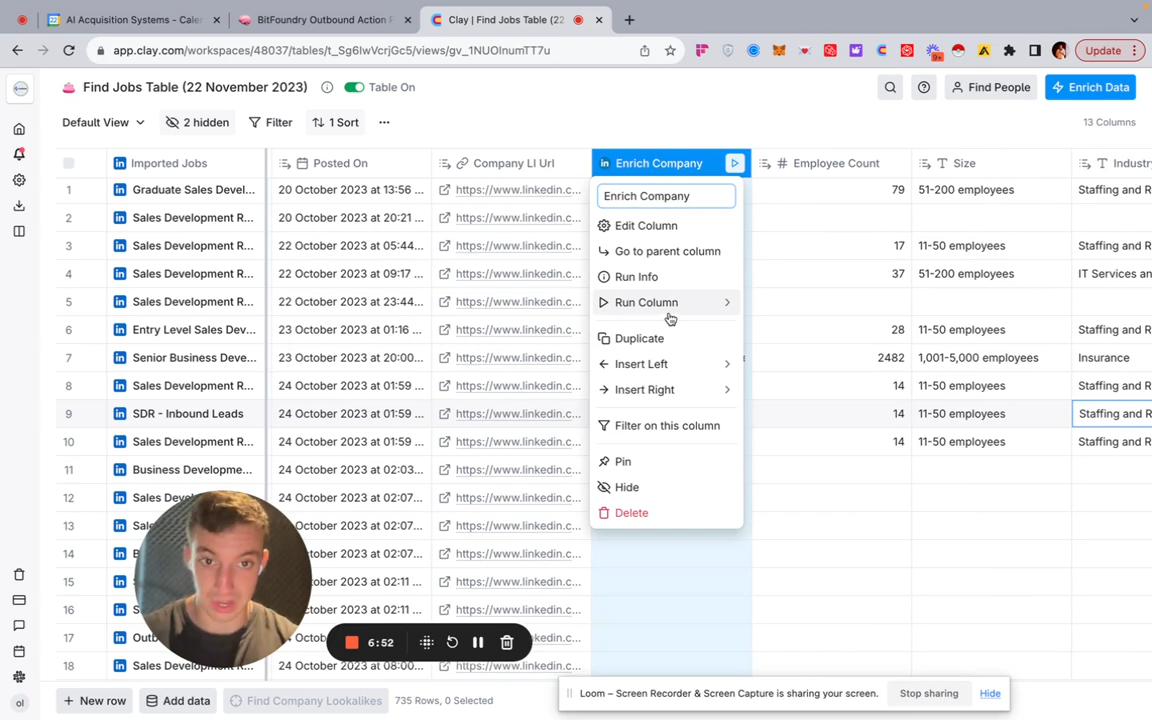 AI Acquisition Systems - Caler
BitFoundry Outbound Action P
Clay | Find Jobs Table (22
app.clay.com/workspaces/48037/tables/t_Sg6IwVcrjGc5/views/gv_1NUOInumTT7u
9+
Update
Find Jobs Table (22 November 2023)
Table On
Find People
Enrich Data
Default View
2 hidden
Filter
1 Sort
13 Columns
Imported Jobs
Posted On
Company LI Url
Enrich Company
Employee Count
Size
Industry
1 Graduate Sales Devel... 20 October 2023 at 13:56 ... https://www.linkedin.c... 79 51-200 employees Staffing and R
2 Sales Development R... 20 October 2023 at 20:21 ... https://www.linkedin.c...
3 Sales Development R... 22 October 2023 at 05:44... https://www.linkedin.c... 17 11-50 employees Staffing and R
4 Sales Development R... 22 October 2023 at 09:17 ... https://www.linkedin.c... 37 51-200 employees IT Services an
5 Sales Development R... 22 October 2023 at 23:44... https://www.linkedin.c...
6 Entry Level Sales Dev... 23 October 2023 at 01:16 ... https://www.linkedin.c... 28 11-50 employees Staffing and R
7 Senior Business Deve... 23 October 2023 at 20:00... https://www.linkedin.c... 2482 1,001-5,000 employees Insurance
8 Sales Development R... 24 October 2023 at 01:59 ... https://www.linkedin.c... 14 11-50 employees Staffing and R
9 SDR - Inbound Leads 24 October 2023 at 01:59 ... https://www.linkedin.c... 14 11-50 employees Staffing and R
10 Sales Development R... 24 October 2023 at 01:59 ... https://www.linkedin.c... 14 11-50 employees Staffing and R
11 Business Developme... 24 October 2023 at 02:03... https://www.linkedin.c...
12 Sales Devel 24 October 2023 at 02:07... https://www.linkedin.c...
13 Sale October 2023 at 02:07... https://www.linkedin.c...
14 B October 2023 at 02:07... https://www.linkedin.c...
15 S October 2023 at 02:11 ... https://www.linkedin.c...
16 S October 2023 at 02:11 ... https://www.linkedin.c...
17 Outb Octob nkedin.c...
18 Sales Developm October 2023 at 08:00... https://www.linkedin.c...
Enrich Company
Edit Column
Go to parent column
Run Info
Run Column
Duplicate
Insert Left
Insert Right
Filter on this column
Pin
Hide
Delete
6:52
ol
New row
Add data
Find Company Lookalikes
735 Rows, 0 Selected
Loom – Screen Recorder & Screen Capture is sharing your screen.
Stop sharing
Hide